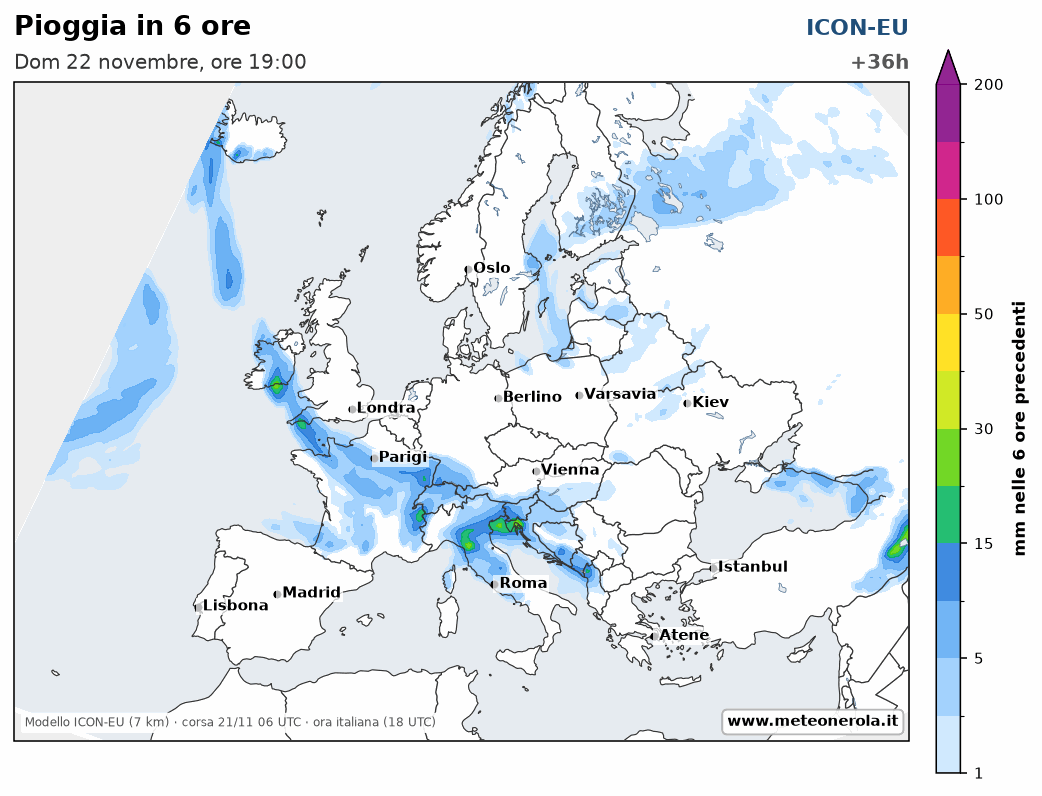 Pioggia in 6 ore
ICON-EU
Dom 22 novembre, ore 19:00
+36h
Oslo
Londra
Berlino
Varsavia
Kiev
Parigi
Vienna
Istanbul
Roma
Madrid
Lisbona
Atene
Modello ICON-EU (7 km) · corsa 21/11 06 UTC · ora italiana (18 UTC)
www.meteonerola.it
200
100
50
30
15
5
1
mm nelle 6 ore precedenti